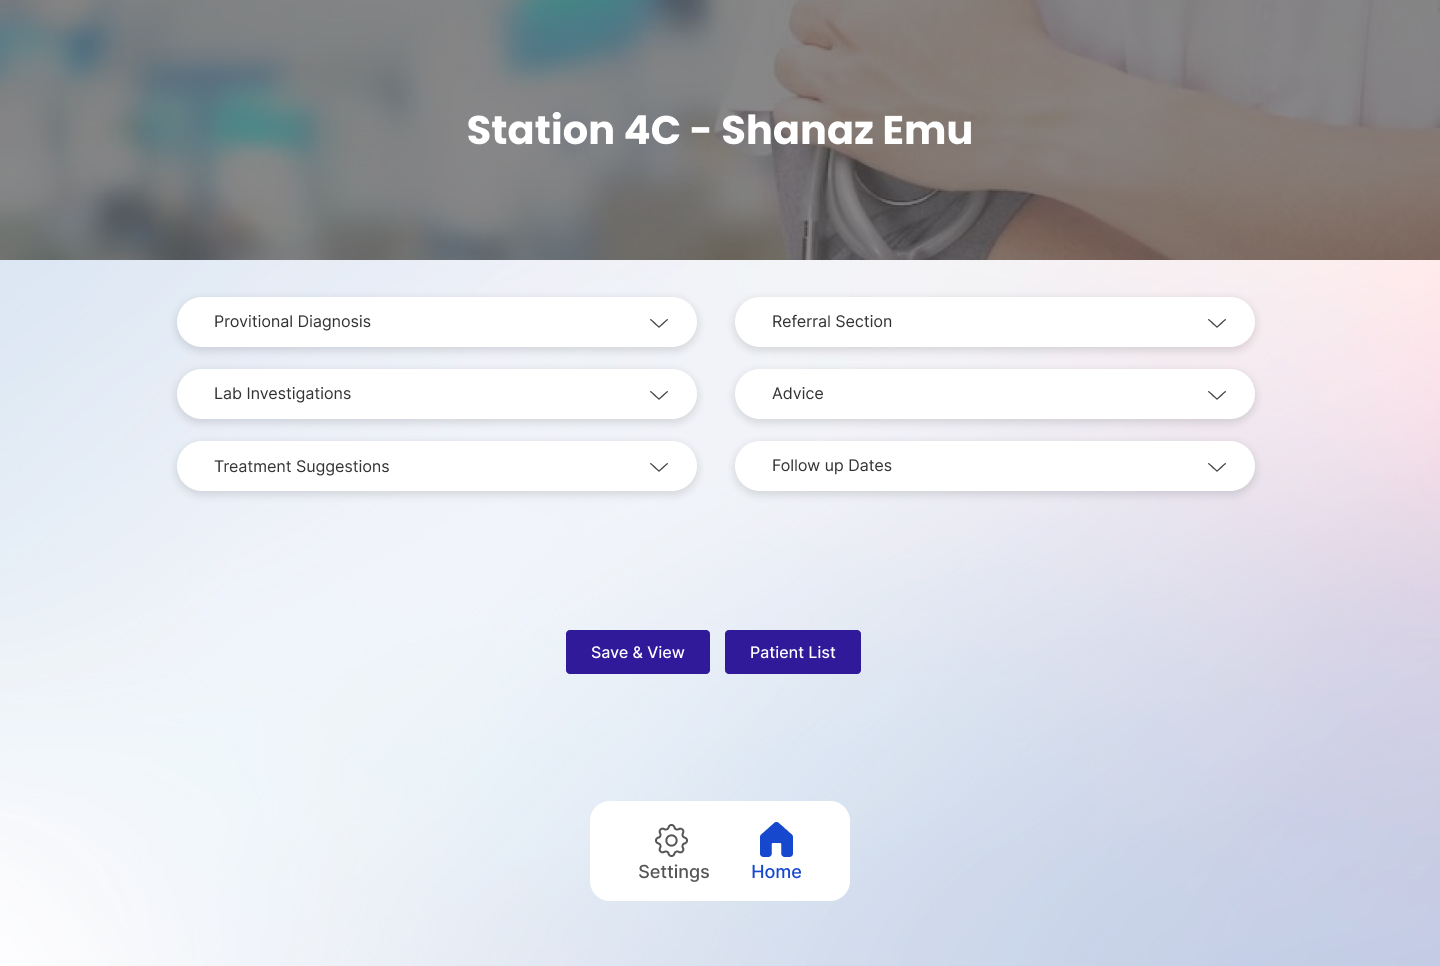 Station 4C - Shanaz Emu
Provitional Diagnosis
Referral Section
Lab Investigations
Advice
Treatment Suggestions
Follow up Dates
Save & View
Patient List
Settings
Home